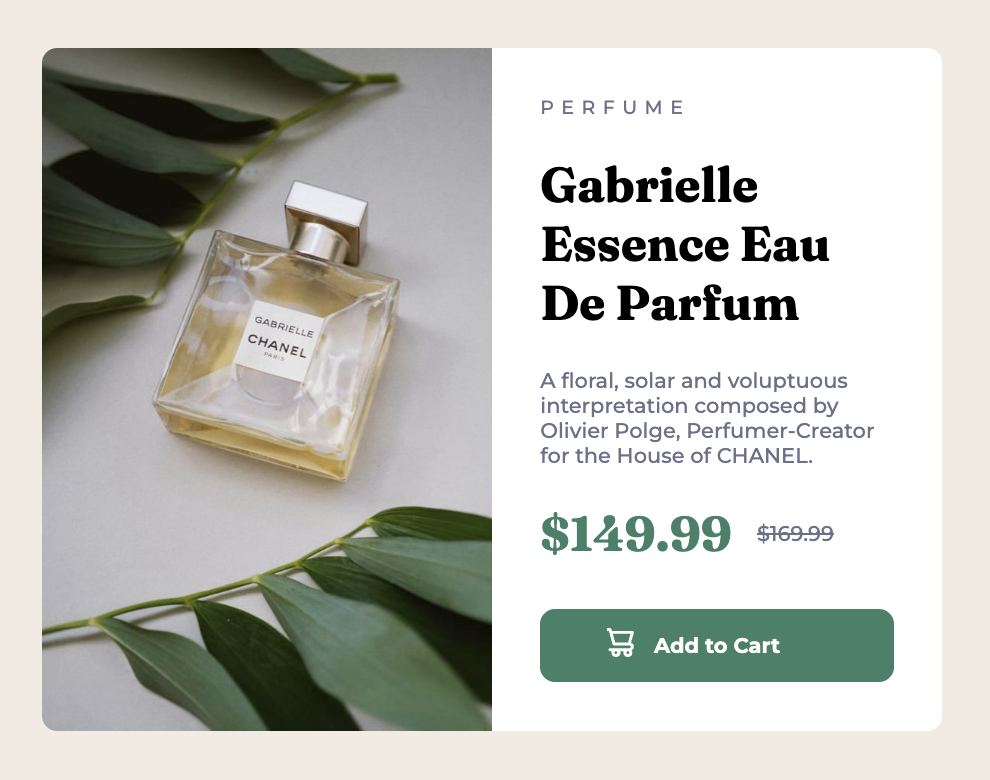 GABRIELLE
CHANEL
PARIS
PERFUME
Gabrielle
Essence Eau
De Parfum
A floral, solar and voluptuous
interpretation composed by
Olivier Polge, Perfumer-Creator
for the House of CHANEL.
$149.99 $169.99
Add to Cart